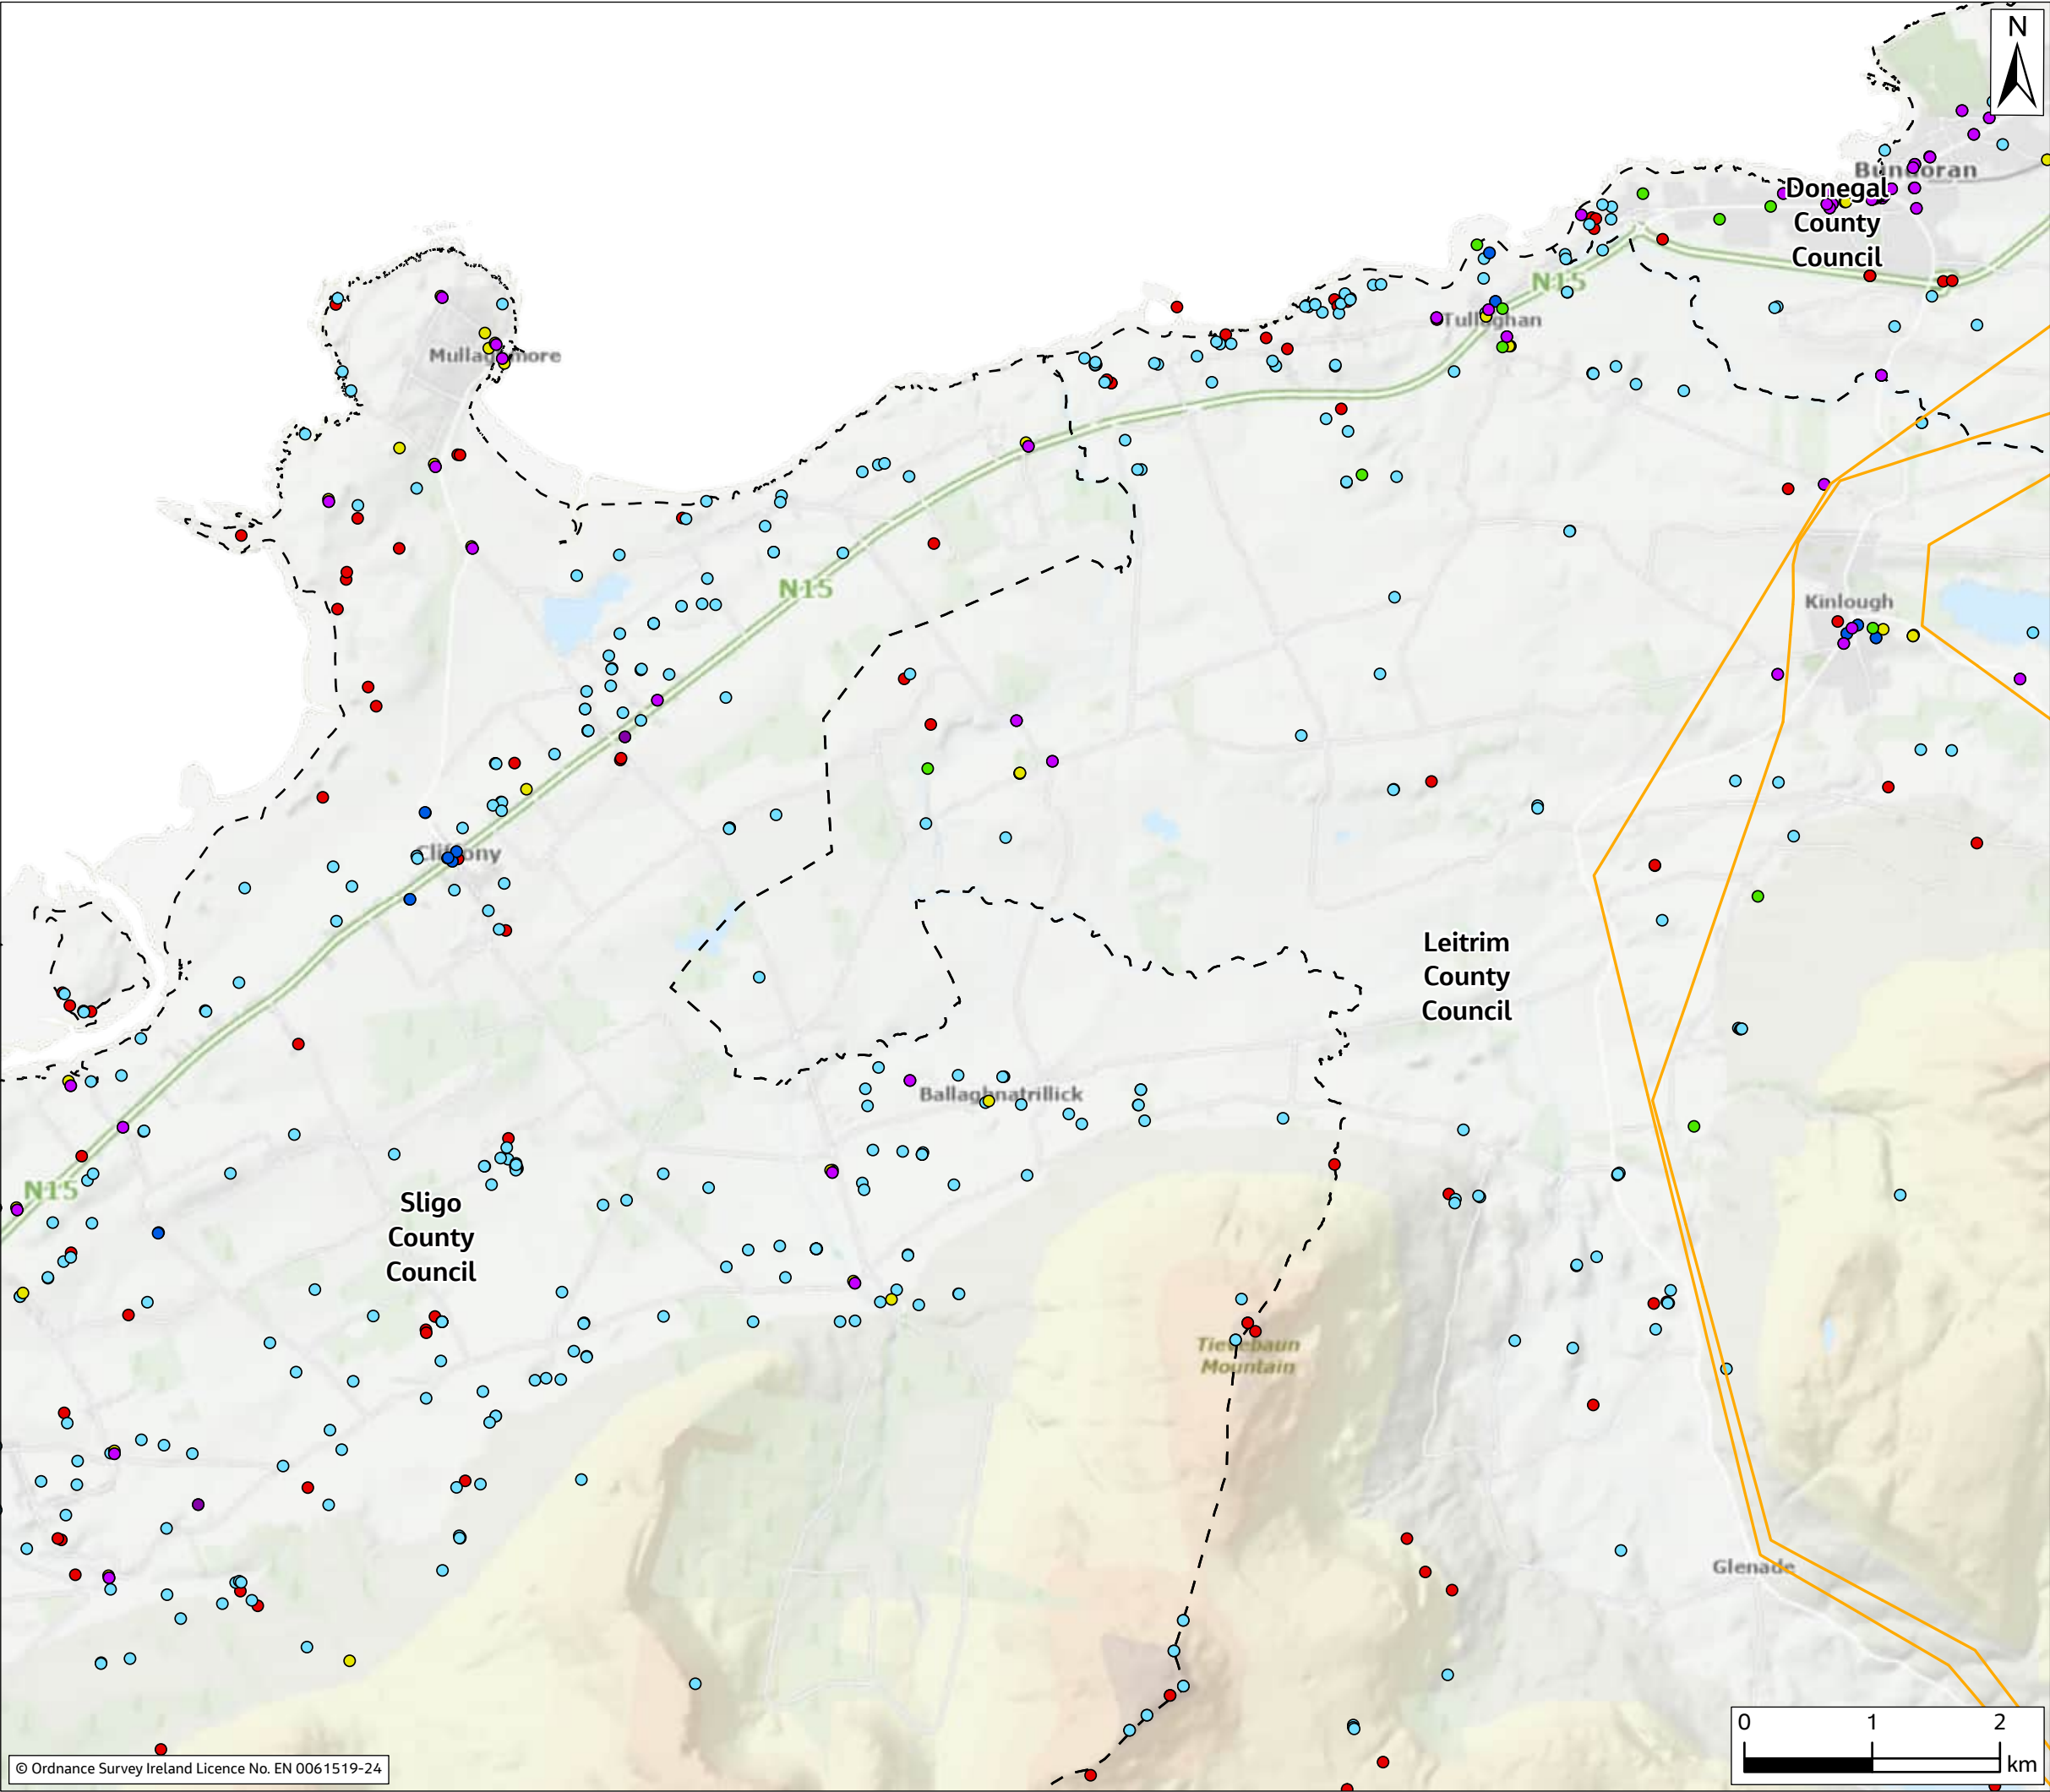 N
Bundoran
Donegal
County
Council
N15
Tullaghan
Mullaghmore
N15
Kinlough
Cliffony
Leitrim
County
Council
Ballaghnatrillick
N15
Sligo
County
Council
Tievebaun
Mountain
Glenade
0 1 2
km
© Ordnance Survey Ireland Licence No. EN 0061519-24